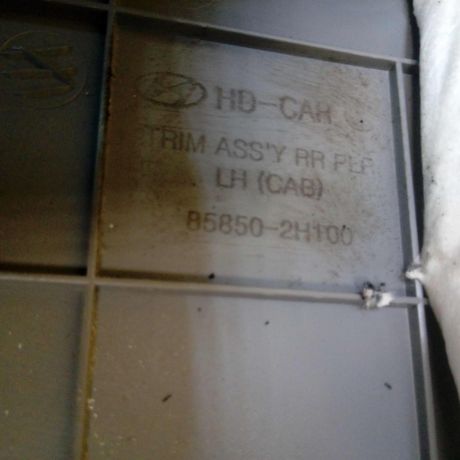 HD-CAR
TRIM ASS'Y RR PLR
LH (CAB)
85850-2H100